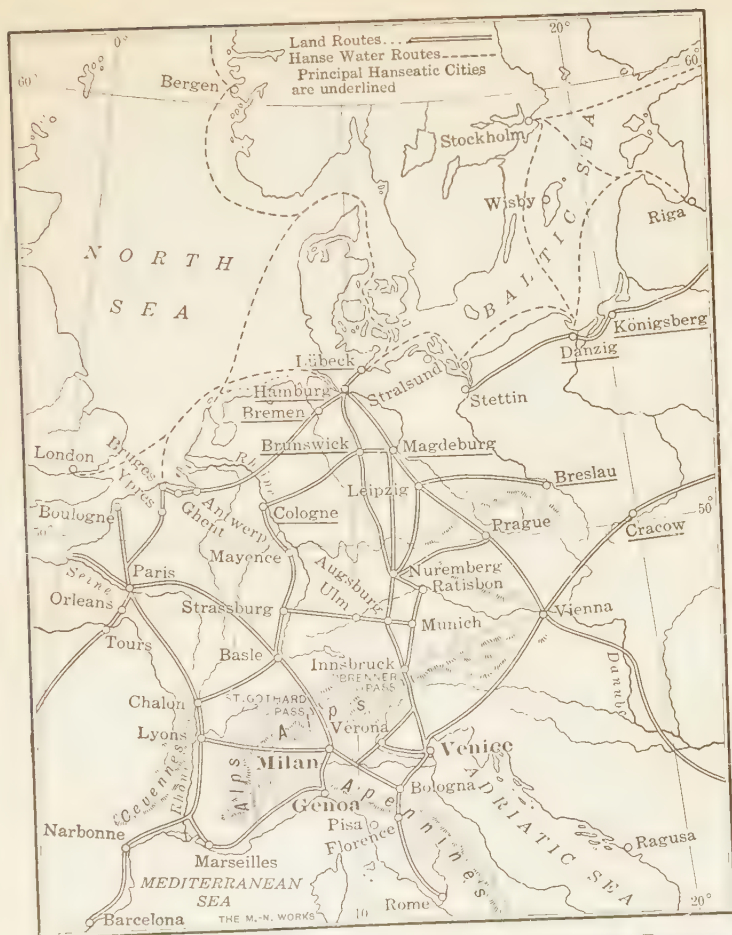 0°
20°
Land Routes....
Hanse Water Routes
Principal Hanseatic Cities
are underlined
60°
60°
Bergen
Stockholm
Wisby
Riga
NORTH
SEA
BALTIC SEA
Königsberg
Danzig
Lübeck
Stralsund
Hamburg
Stettin
Bremen
London
Bruges
Ypres
Rhine
Brunswick
Magdeburg
Breslau
Leipzig
Boulogne
Antwerp
Ghent
Cologne
50°
50°
Cracow
Prague
Mayence
Seine
Paris
Nuremberg
Augsburg
Ulm
Ratisbon
Orleans
Strassburg
Vienna
Munich
Tours
Basle
Innsbruck
BRENNER
PASS
Danube
Chalon
ST. GOTHARD
PASS
Lyons
Alps
Verona
Venice
Milan
Cevennes
Rhone
Alps
Genoa
Bologna
Apennines
ADRIATIC SEA
Pisa
Florence
Narbonne
Marseilles
Ragusa
MEDITERRANEAN
SEA
Rome
Barcelona
THE M.-N. WORKS
10
20°